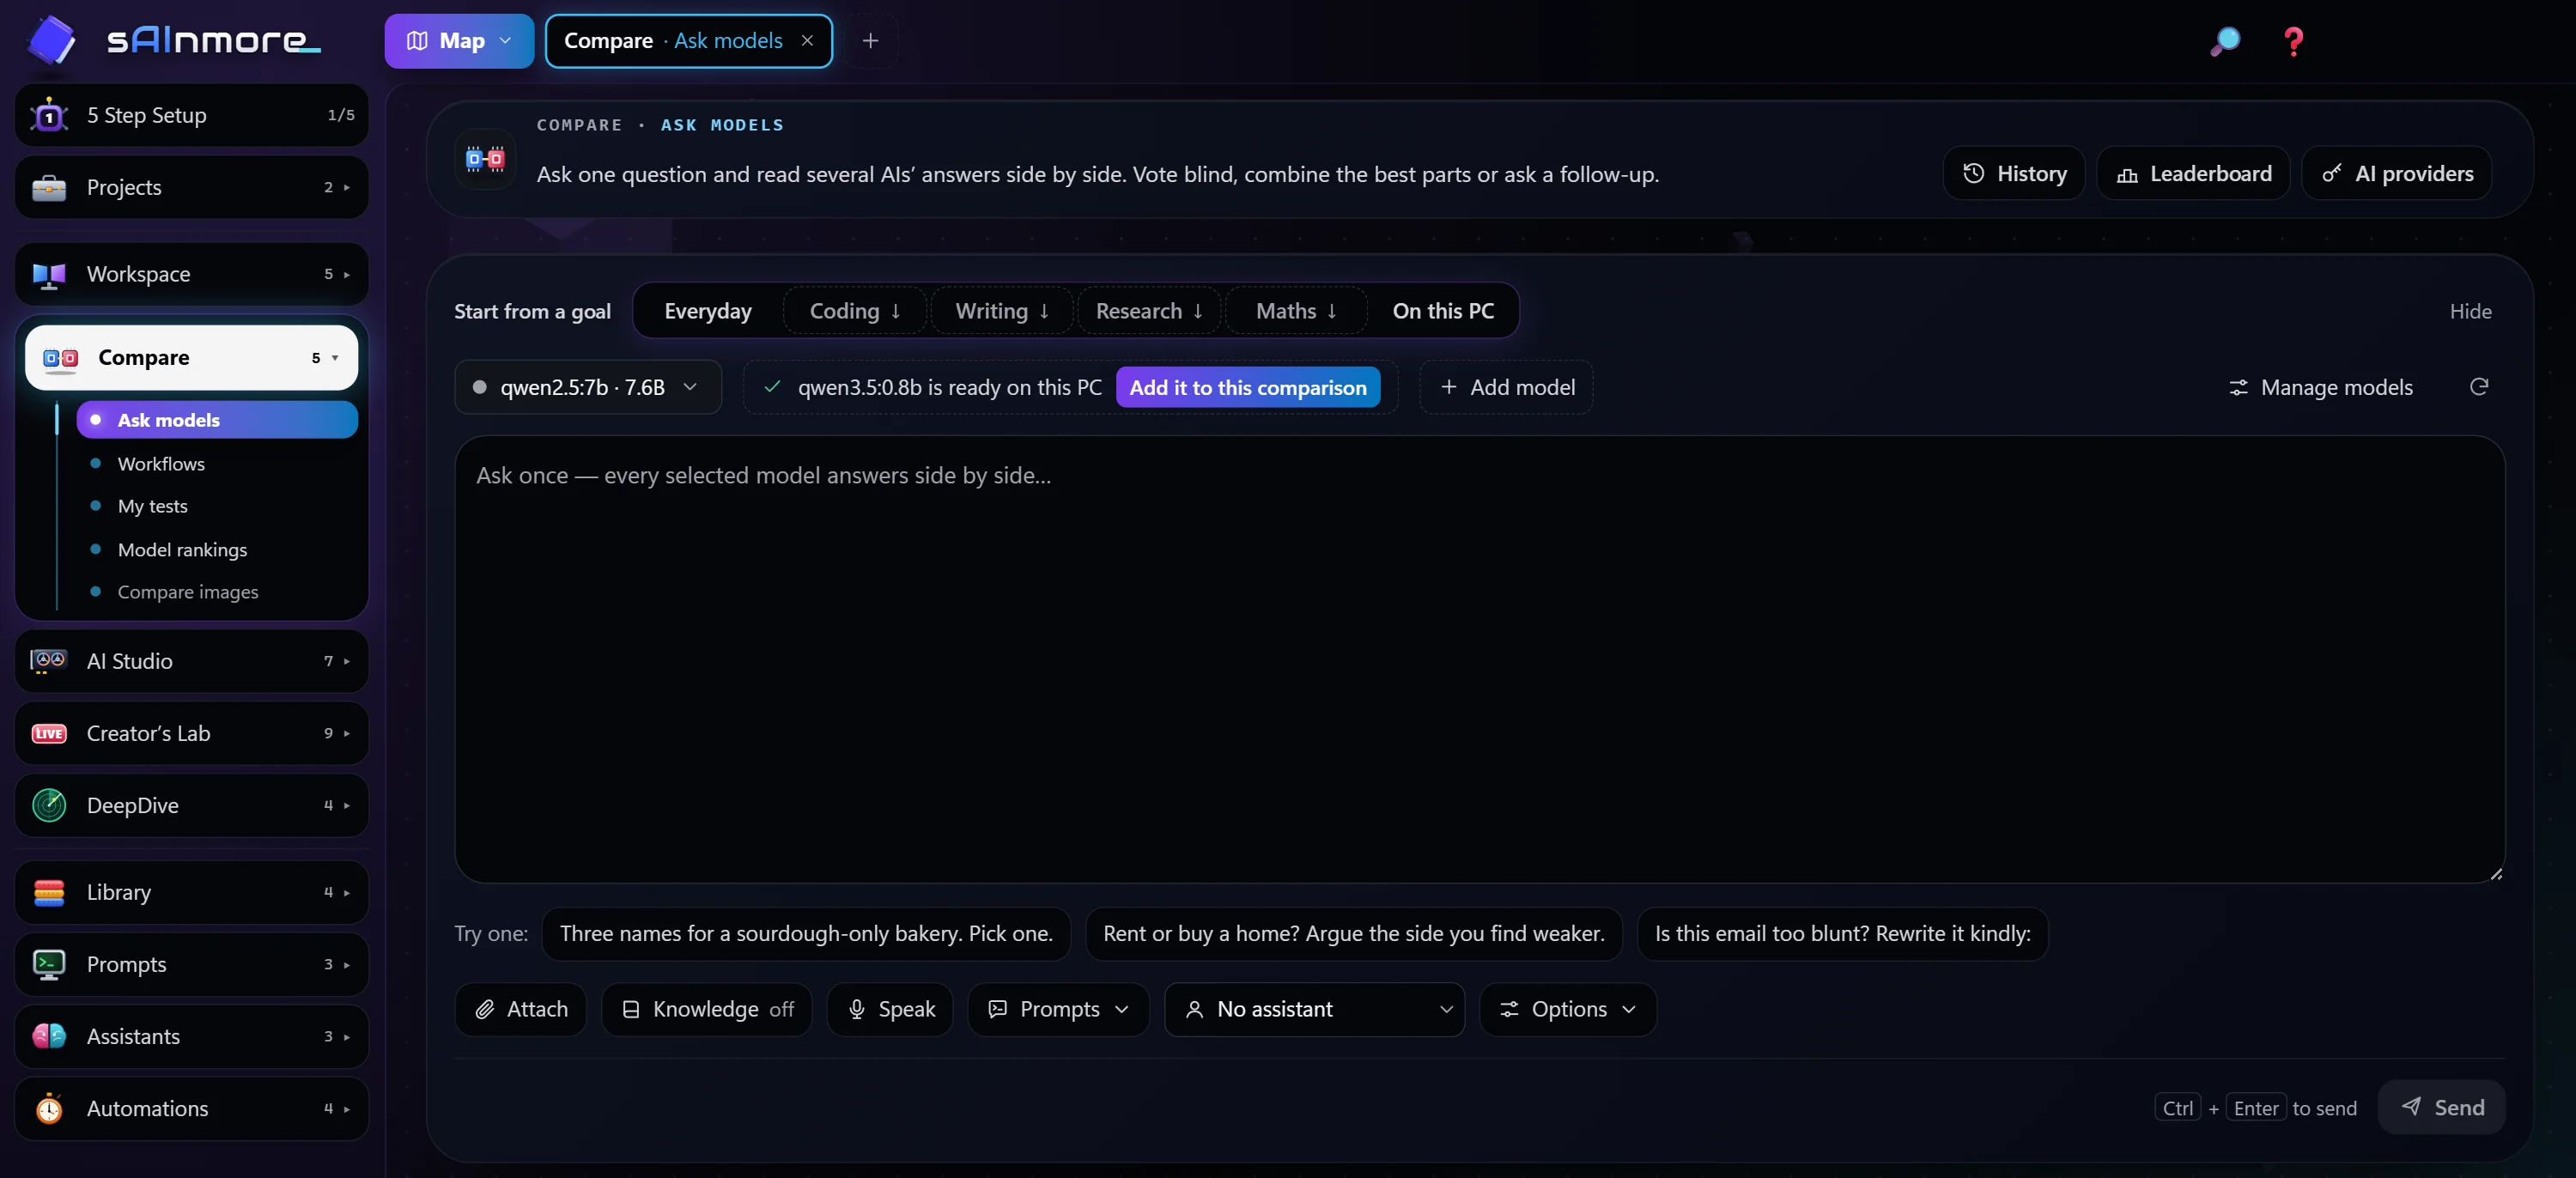 sAInmore_
Map
Compare · Ask models ×
+
5 Step Setup 1/5
Projects 2
Workspace 5
Compare 5
Ask models
Workflows
My tests
Model rankings
Compare images
AI Studio 7
LIVE Creator’s Lab 9
DeepDive 4
Library 4
Prompts 3
Assistants 3
Automations 4
COMPARE · ASK MODELS
Ask one question and read several AIs’ answers side by side. Vote blind, combine the best parts or ask a follow-up.
History Leaderboard AI providers
Start from a goal Everyday Coding ↓ Writing ↓ Research ↓ Maths ↓ On this PC Hide
qwen2.5:7b · 7.6B ✓ qwen3.5:0.8b is ready on this PC Add it to this comparison + Add model Manage models
Ask once — every selected model answers side by side...
Try one: Three names for a sourdough-only bakery. Pick one. Rent or buy a home? Argue the side you find weaker. Is this email too blunt? Rewrite it kindly:
Attach Knowledge off Speak Prompts No assistant Options
Ctrl + Enter to send Send